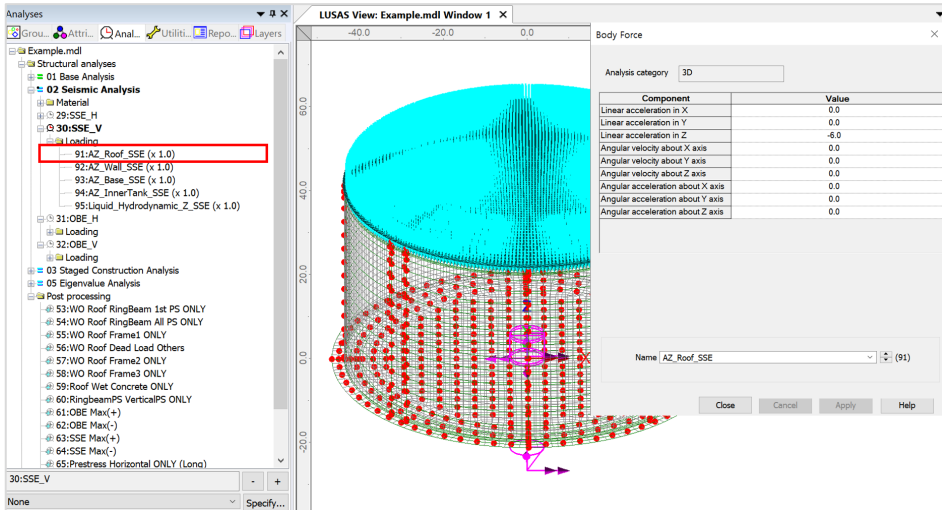 Analyses
Grou... Attri... Anal... Utiliti... Repo... Layers
Example.mdl
Structural analyses
01 Base Analysis
02 Seismic Analysis
Material
29:SSE_H
30:SSE_V
Loading
91:AZ_Roof_SSE (x 1.0)
92:AZ_Wall_SSE (x 1.0)
93:AZ_Base_SSE (x 1.0)
94:AZ_InnerTank_SSE (x 1.0)
95:Liquid_Hydrodynamic_Z_SSE (x 1.0)
31:OBE_H
Loading
32:OBE_V
Loading
03 Staged Construction Analysis
05 Eigenvalue Analysis
Post processing
53:WO Roof RingBeam 1st PS ONLY
54:WO Roof RingBeam All PS ONLY
55:WO Roof Frame1 ONLY
56:WO Roof Dead Load Others
57:WO Roof Frame2 ONLY
58:WO Roof Frame3 ONLY
59:Roof Wet Concrete ONLY
60:RingbeamPS VerticalPS ONLY
61:OBE Max(+)
62:OBE Max(-)
63:SSE Max(+)
64:SSE Max(-)
65:Prestress Horizontal ONLY (Long)
30:SSE_V
- +
None
Specify...
LUSAS View: Example.mdl Window 1 X
-40.0 -20.0 0.0
60.0
40.0
20.0
0.0
-20.0
X
Body Force
Analysis category 3D
Component Value
Linear acceleration in X 0.0
Linear acceleration in Y 0.0
Linear acceleration in Z -6.0
Angular velocity about X axis 0.0
Angular velocity about Y axis 0.0
Angular velocity about Z axis 0.0
Angular acceleration about X axis 0.0
Angular acceleration about Y axis 0.0
Angular acceleration about Z axis 0.0
Name AZ_Roof_SSE (91)
Close Cancel Apply Help